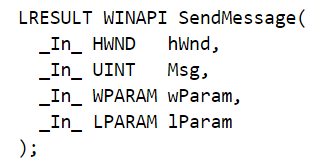 LRESULT WINAPI SendMessage(
  _In_ HWND   hWnd,
  _In_ UINT   Msg,
  _In_ WPARAM wParam,
  _In_ LPARAM lParam
);